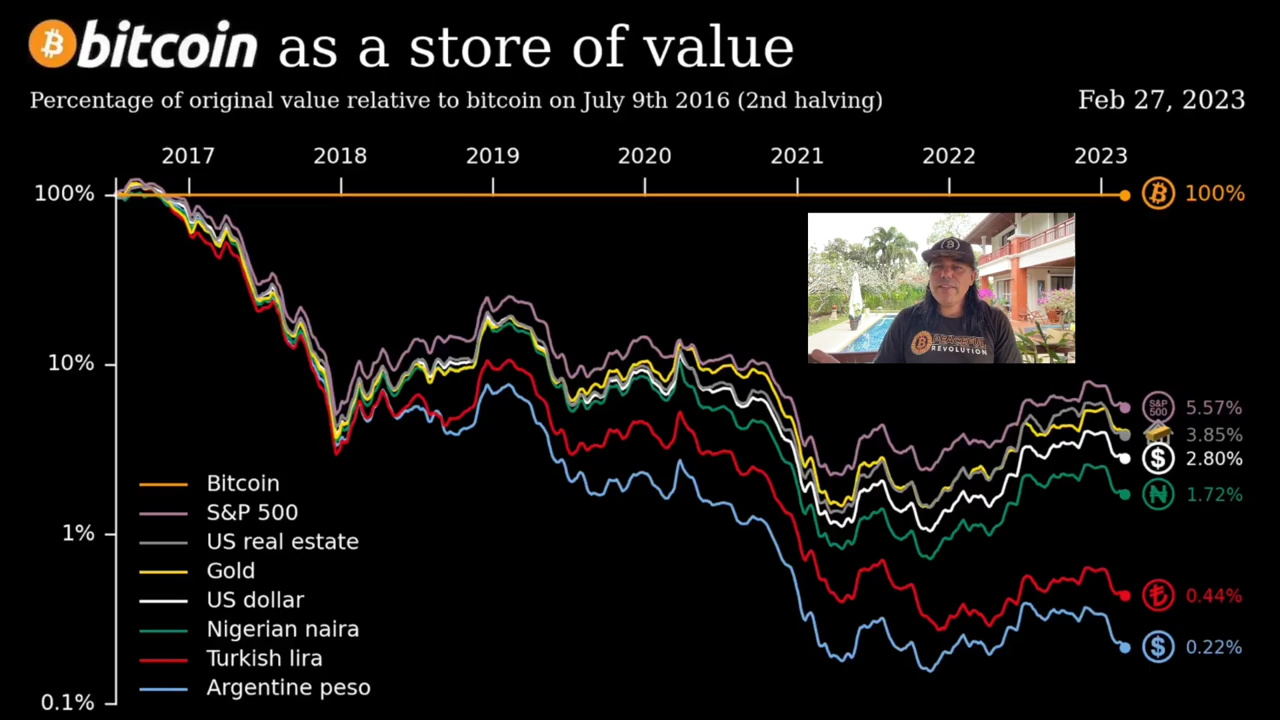 bitcoin as a store of value
Percentage of original value relative to bitcoin on July 9th 2016 (2nd halving)
Feb 27, 2023
2017 2018 2019 2020 2021 2022 2023
100%
10%
1%
0.1%
₿ 100%
S&P 500 5.57%
3.85%
$ 2.80%
₦ 1.72%
₺ 0.44%
$ 0.22%
PEACEFUL
REVOLUTION
Bitcoin
S&P 500
US real estate
Gold
US dollar
Nigerian naira
Turkish lira
Argentine peso